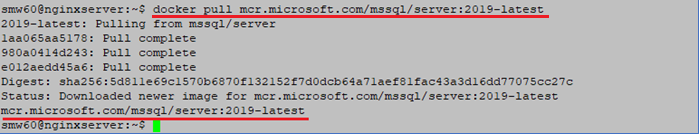 smw60@nginxserver:~$ docker pull mcr.microsoft.com/mssql/server:2019-latest
2019-latest: Pulling from mssql/server
1aa065aa5178: Pull complete
980a0414d243: Pull complete
e012aedd45a6: Pull complete
Digest: sha256:5d811e69c1570b6870f132152f7d0dcb64a71aef81fac43a3d16dd77075cc27c
Status: Downloaded newer image for mcr.microsoft.com/mssql/server:2019-latest
mcr.microsoft.com/mssql/server:2019-latest
smw60@nginxserver:~$